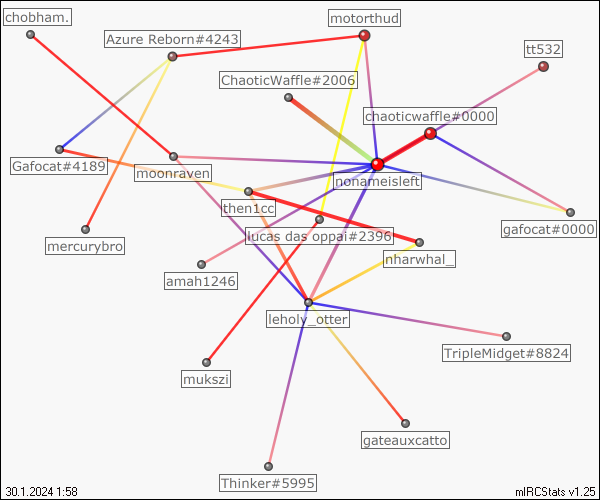 chobham.
motorthud
Azure Reborn#4243
tt532
ChaoticWaffle#2006
chaoticwaffle#0000
Gafocat#4189
moonraven
nonameisleft
then1cc
gafocat#0000
lucas das oppai#2396
mercurybro
nharwhal_
amah1246
leholy_otter
TripleMidget#8824
mukszi
gateauxcatto
Thinker#5995
30.1.2024 1:58
mIRCStats v1.25